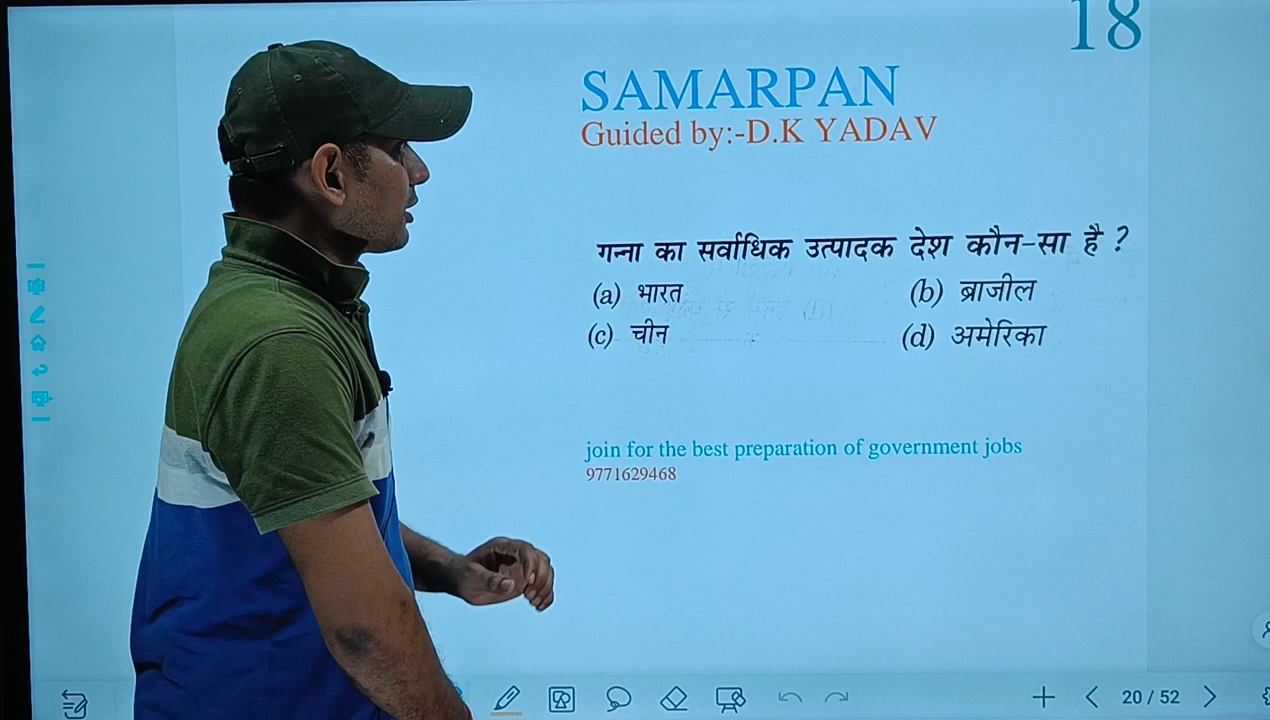 18
SAMARPAN
Guided by:-D.K YADAV
गन्ना का सर्वाधिक उत्पादक देश कौन-सा है ?
(a) भारत (b) ब्राजील
(c) चीन (d) अमेरिका
join for the best preparation of government jobs
9771629468
20 / 52